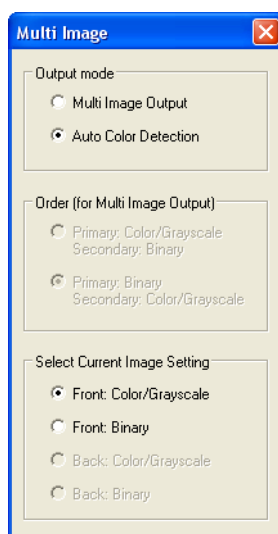 Multi Image
Output mode
Multi Image Output
Auto Color Detection
Order (for Multi Image Output)
Primary: Color/Grayscale
Secondary: Binary
Primary: Binary
Secondary: Color/Grayscale
Select Current Image Setting
Front: Color/Grayscale
Front: Binary
Back: Color/Grayscale
Back: Binary